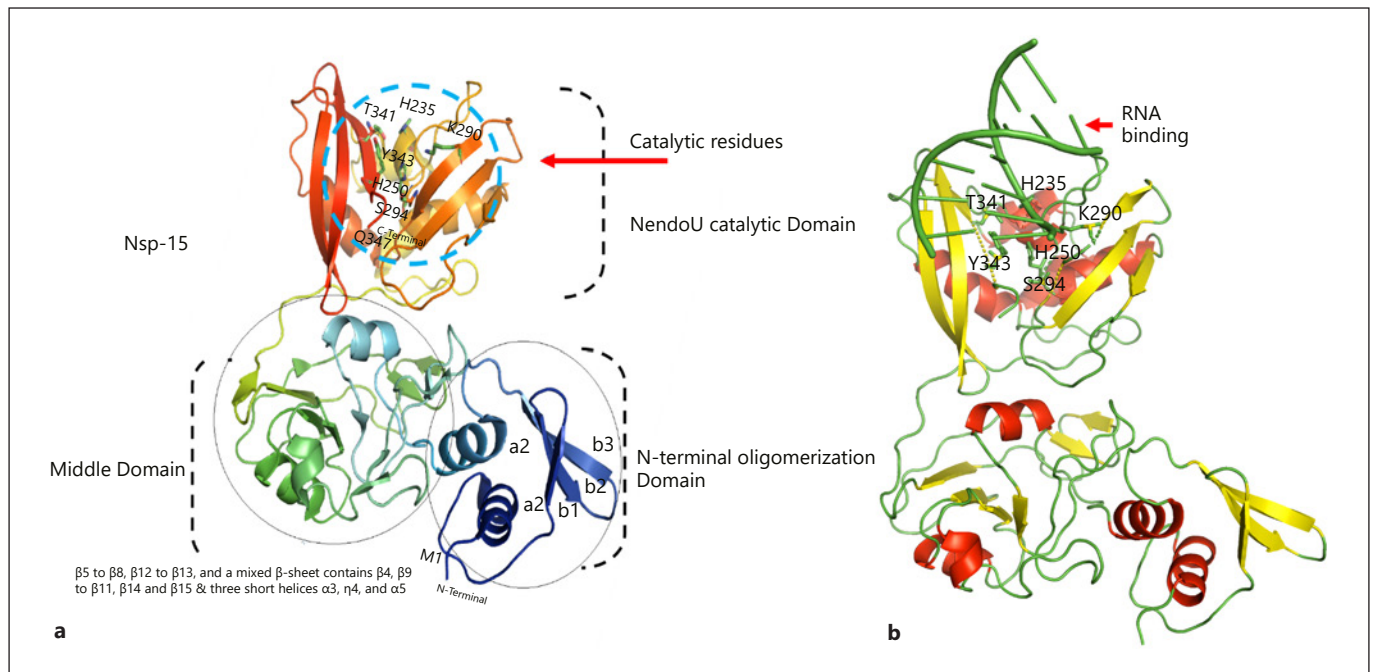 T341
H235
K290
Y343
H250
S294
Q347
C-Terminal
Catalytic residues
NendoU catalytic Domain
Nsp-15
Middle Domain
a2
a2
b3
b2
b1
M1
N-Terminal
N-terminal oligomerization
Domain
β5 to β8, β12 to β13, and a mixed β-sheet contains β4, β9
to β11, β14 and β15 & three short helices α3, η4, and α5
a
RNA
binding
H235
T341
K290
Y343
H250
S294
b